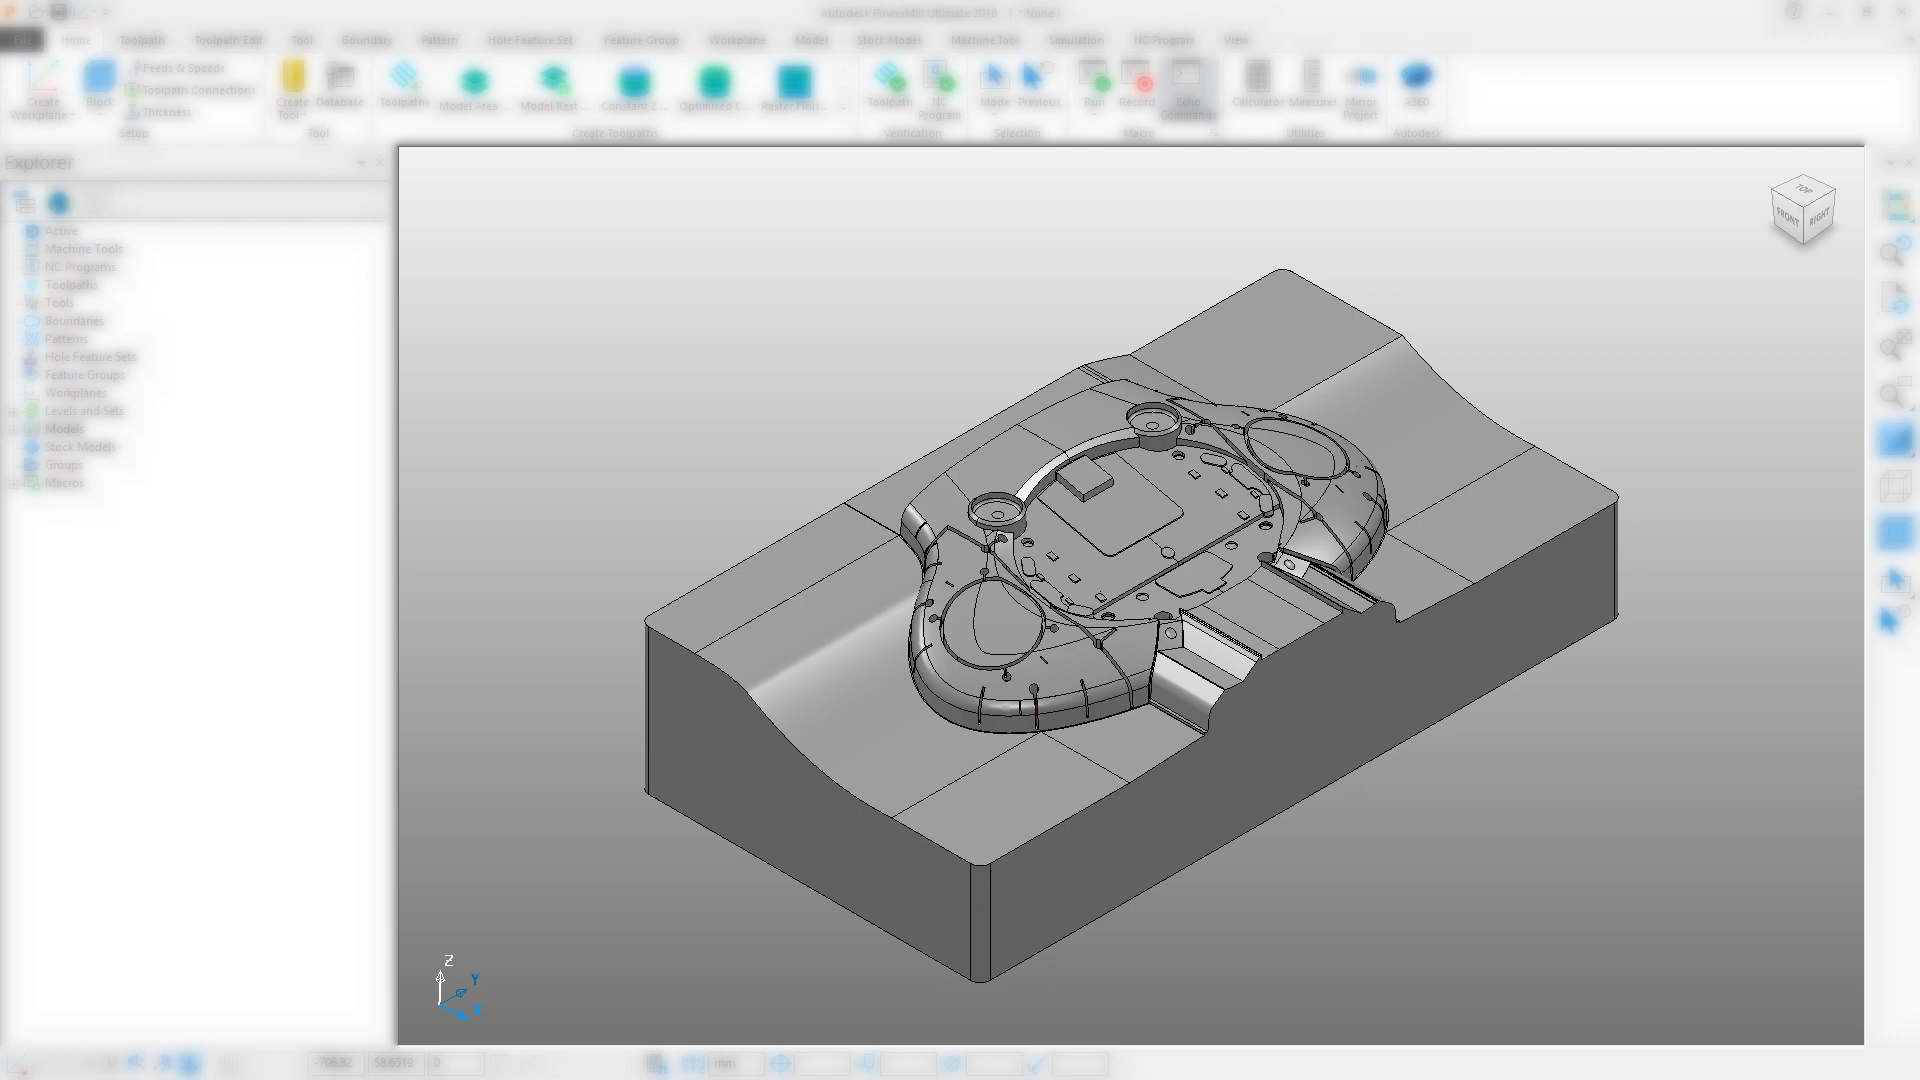 Autodesk PowerMill Ultimate 2016 | * None |
File Home Toolpath Toolpath Edit Tool Boundary Pattern Hole Feature Set Feature Group Workplane Model Stock Model Machine Tool Simulation NC Program View
Create Workplane
Block
Feeds & Speeds
Toolpath Connections
Thickness
Setup
Create Tool
Database
Tool
Toolpaths
Model Area ...
Model Rest ...
Constant Z ...
Optimised C...
Raster Finis...
Create Toolpaths
Toolpath
NC Program
Verification
Mode
Previous
Selection
Run
Record
Echo Commands
Macro
Calculator
Measurer
Mirror Project
Utilities
A360
Autodesk
Explorer
Active
Machine Tools
NC Programs
Toolpaths
Tools
Boundaries
Patterns
Hole Feature Sets
Feature Groups
Workplanes
Levels and Sets
Models
Stock Models
Groups
Macros
TOP
FRONT
RIGHT
Z
Y
X
-706.82
58.6519
0
mm